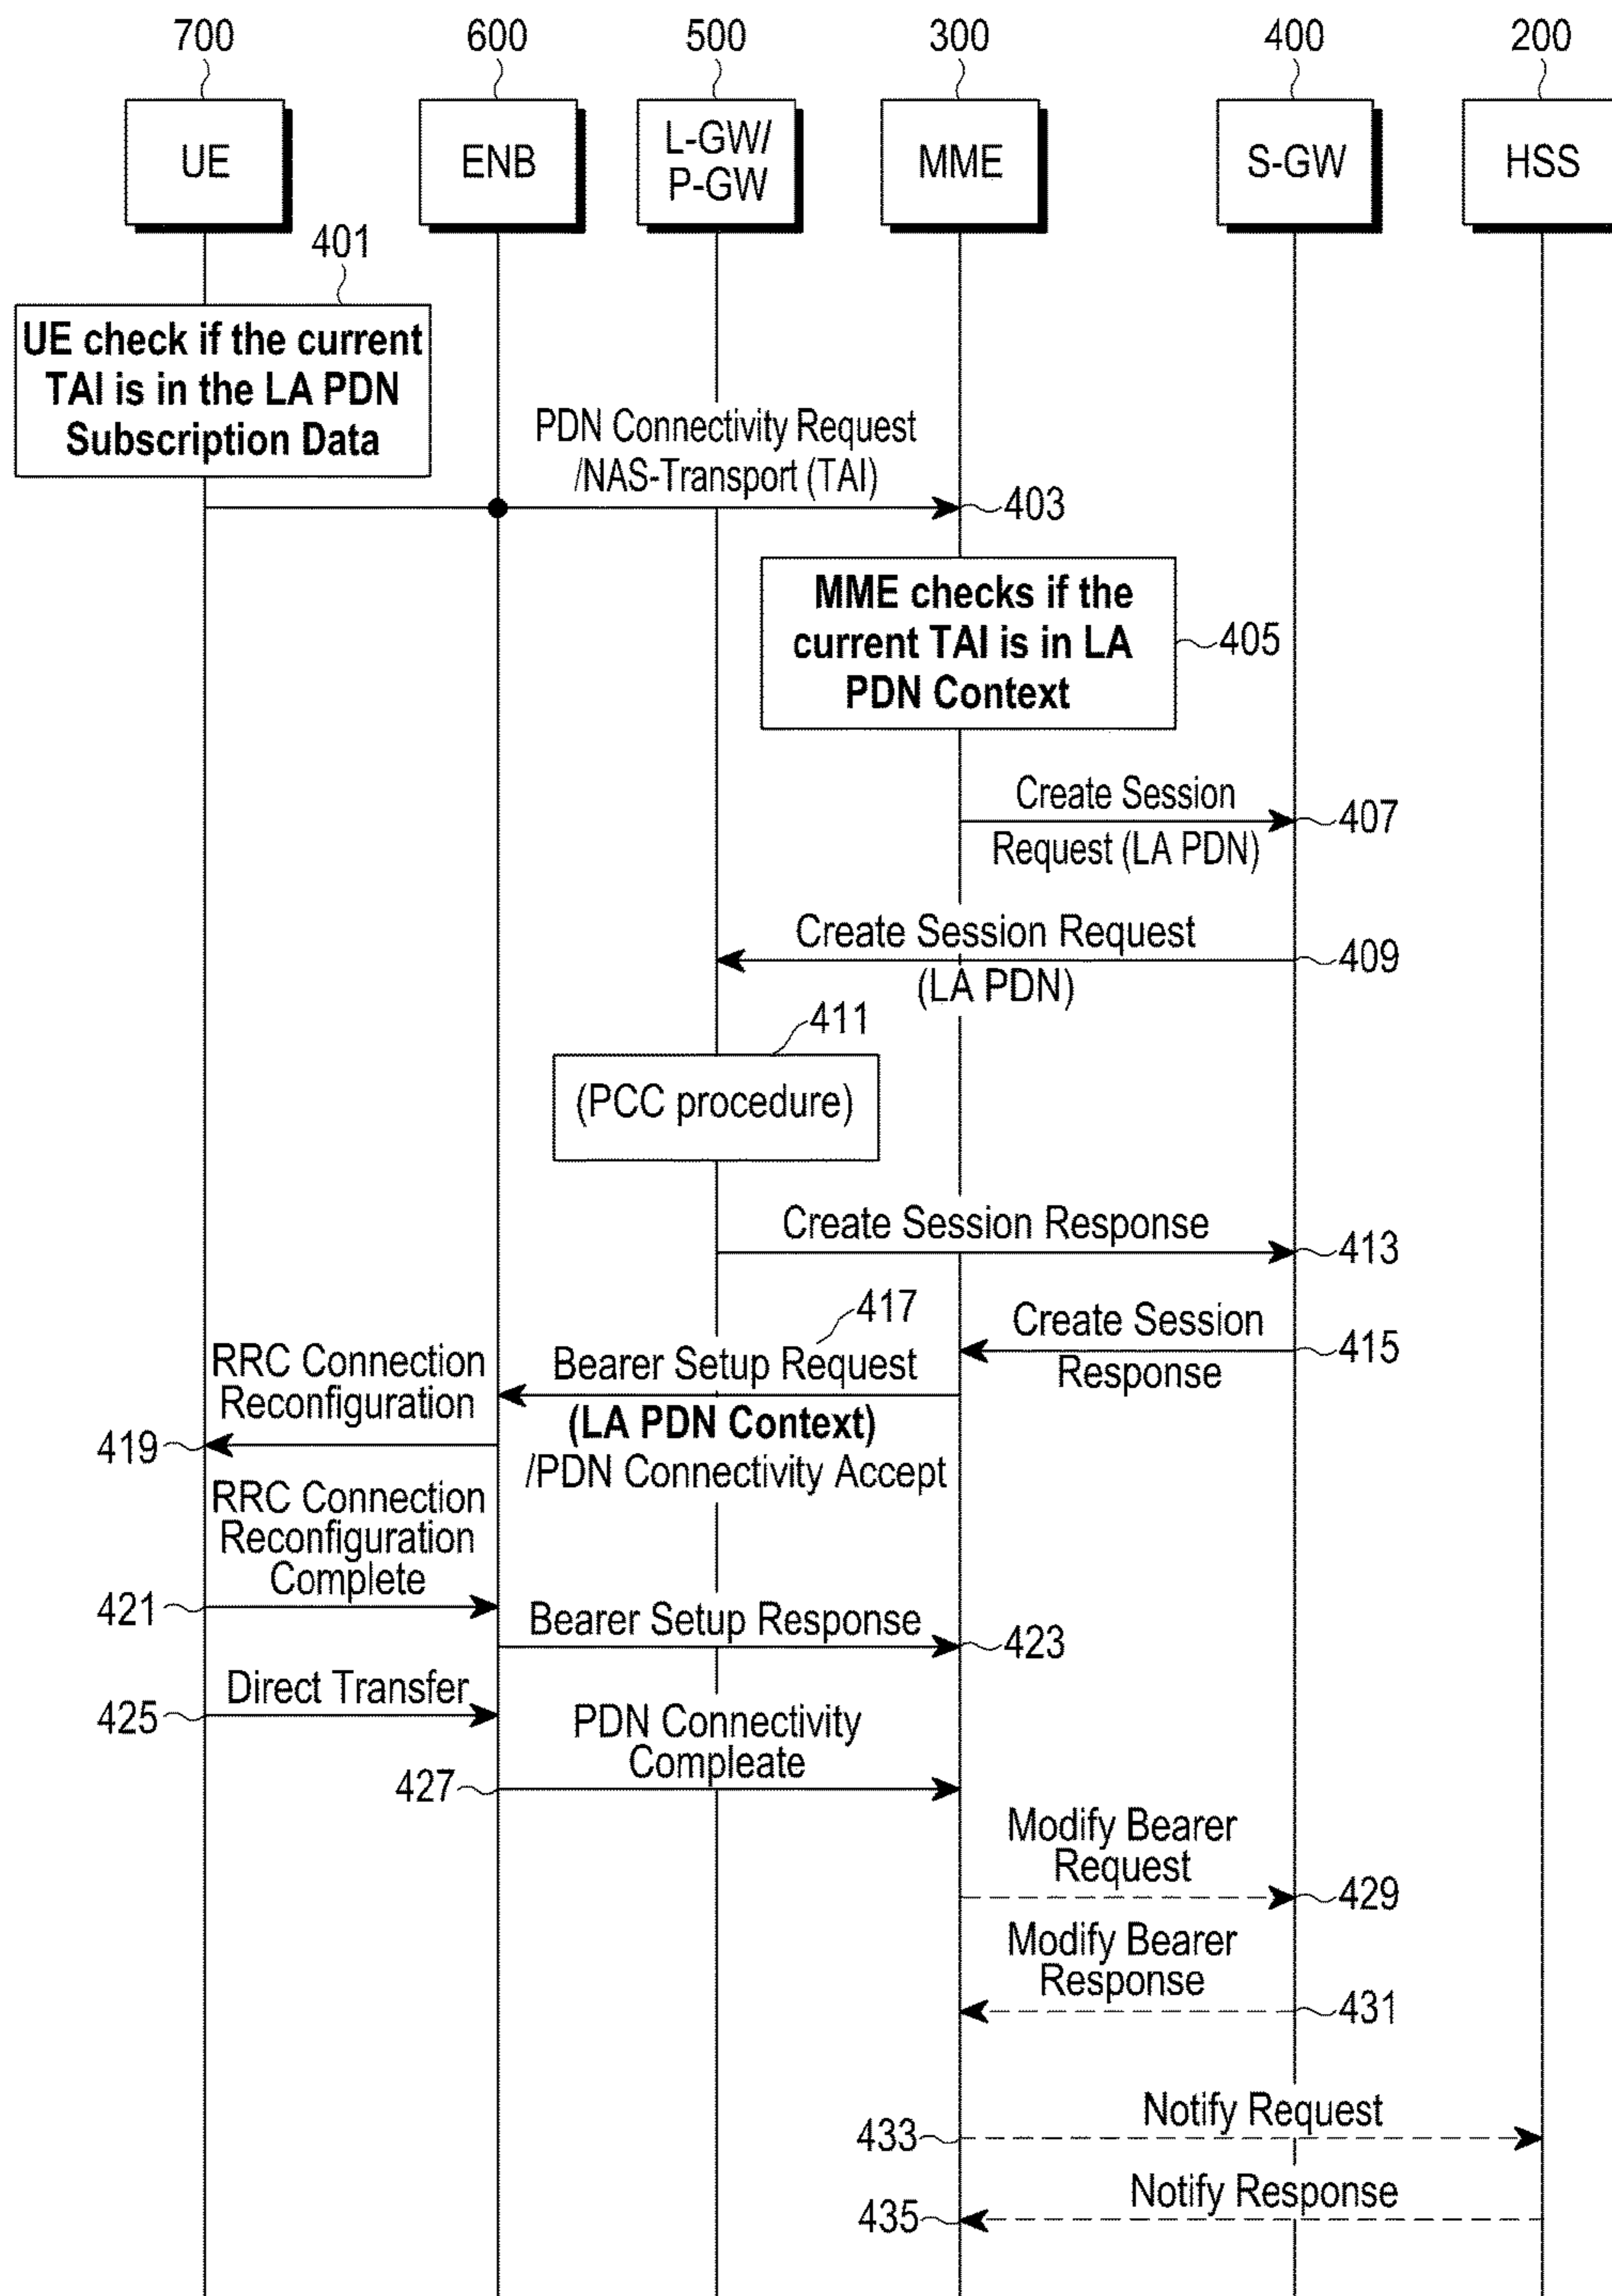 700
600
500
300
400
200
UE
ENB
L-GW/
P-GW
MME
S-GW
HSS
401
UE check if the current
TAI is in the LA PDN
Subscription Data
PDN Connectivity Request
/NAS-Transport (TAI)
403
MME checks if the
current TAI is in LA
PDN Context
405
Create Session
Request (LA PDN)
407
Create Session Request
(LA PDN)
409
411
(PCC procedure)
Create Session Response
413
417
Create Session
Response
415
Bearer Setup Request
(LA PDN Context)
/PDN Connectivity Accept
RRC Connection
Reconfiguration
419
RRC Connection
Reconfiguration
Complete
421
Bearer Setup Response
423
Direct Transfer
425
PDN Connectivity
Compleate
427
Modify Bearer
Request
429
Modify Bearer
Response
431
Notify Request
433
Notify Response
435